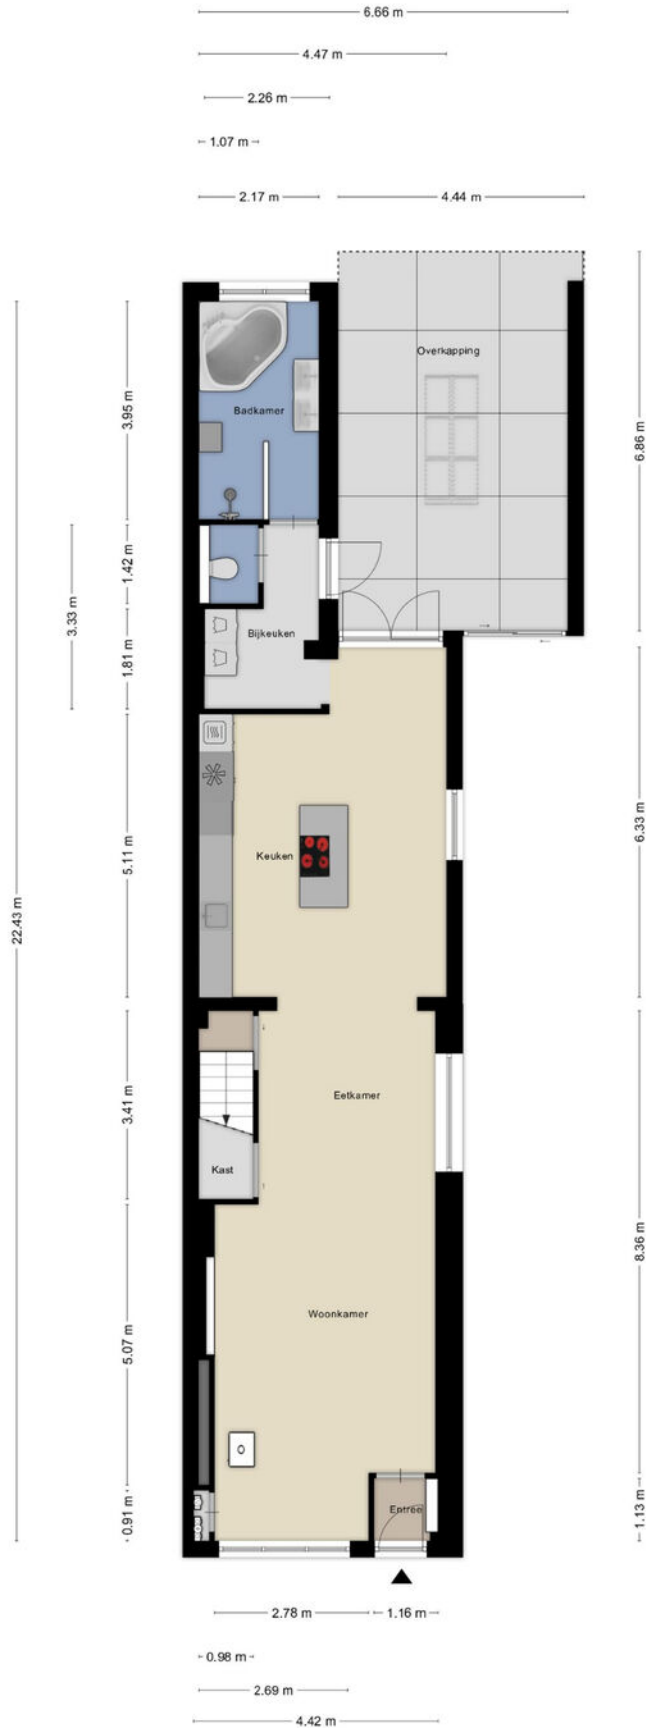 6.66 m
4.47 m
2.26 m
1.07 m
2.17 m
4.44 m
Overkapping
3.95 m
Badkamer
6.86 m
22.43 m
1.42 m
3.33 m
Bijkeuken
1.81 m
Keuken
5.11 m
6.33 m
Eetkamer
3.41 m
Kast
8.36 m
Woonkamer
5.07 m
Entree
0.91 m
1.13 m
2.78 m
1.16 m
0.98 m
2.69 m
4.42 m